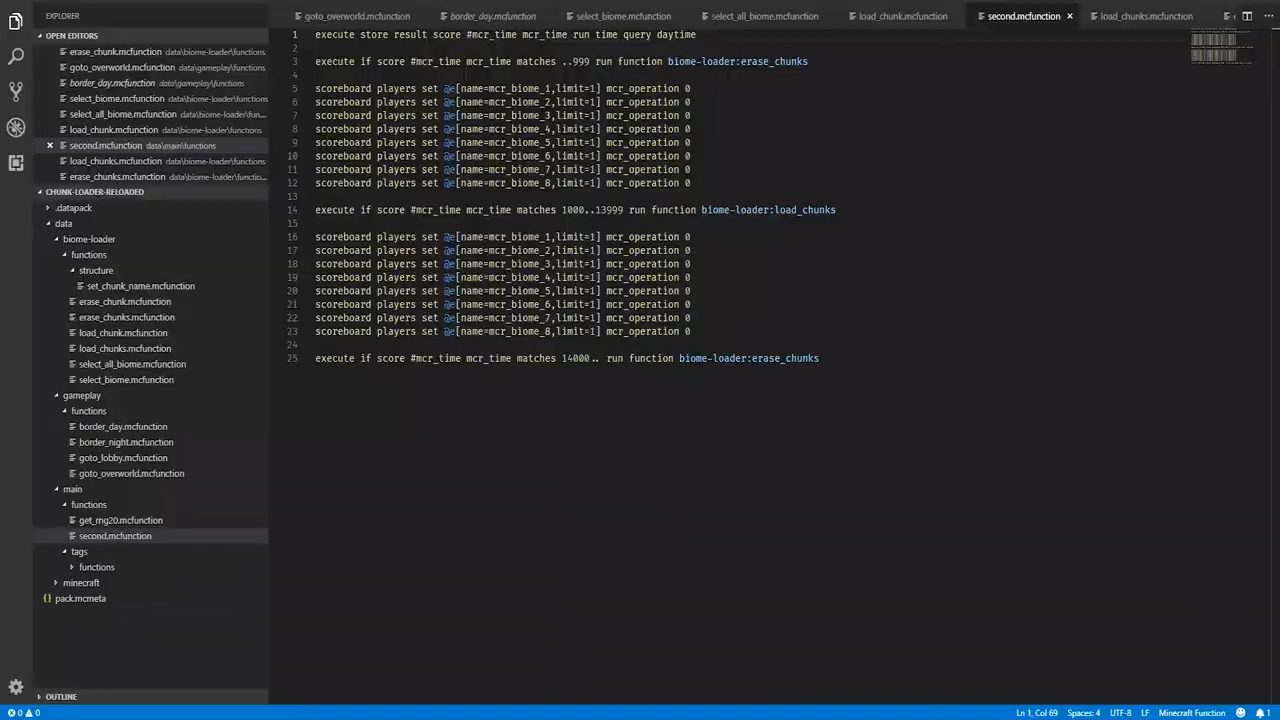 EXPLORER
OPEN EDITORS
erase_chunk.mcfunction data\biome-loader\functions
goto_overworld.mcfunction data\gameplay\functions
border_day.mcfunction data\gameplay\functions
select_biome.mcfunction data\biome-loader\functions
select_all_biome.mcfunction data\biome-loader\fun...
load_chunk.mcfunction data\biome-loader\functions
second.mcfunction data\main\functions
load_chunks.mcfunction data\biome-loader\functions
erase_chunks.mcfunction data\biome-loader\functio...
CHUNK-LOADER-RELOADED
.datapack
data
biome-loader
functions
structure
set_chunk_name.mcfunction
erase_chunk.mcfunction
erase_chunks.mcfunction
load_chunk.mcfunction
load_chunks.mcfunction
select_all_biome.mcfunction
select_biome.mcfunction
gameplay
functions
border_day.mcfunction
border_night.mcfunction
goto_lobby.mcfunction
goto_overworld.mcfunction
main
functions
get_rng20.mcfunction
second.mcfunction
tags
functions
minecraft
{} pack.mcmeta
OUTLINE
goto_overworld.mcfunction border_day.mcfunction select_biome.mcfunction select_all_biome.mcfunction load_chunk.mcfunction second.mcfunction × load_chunks.mcfunction
1 execute store result score #mcr_time mcr_time run time query daytime
2
3 execute if score #mcr_time mcr_time matches ..999 run function biome-loader:erase_chunks
4
5 scoreboard players set @e[name=mcr_biome_1,limit=1] mcr_operation 0
6 scoreboard players set @e[name=mcr_biome_2,limit=1] mcr_operation 0
7 scoreboard players set @e[name=mcr_biome_3,limit=1] mcr_operation 0
8 scoreboard players set @e[name=mcr_biome_4,limit=1] mcr_operation 0
9 scoreboard players set @e[name=mcr_biome_5,limit=1] mcr_operation 0
10 scoreboard players set @e[name=mcr_biome_6,limit=1] mcr_operation 0
11 scoreboard players set @e[name=mcr_biome_7,limit=1] mcr_operation 0
12 scoreboard players set @e[name=mcr_biome_8,limit=1] mcr_operation 0
13
14 execute if score #mcr_time mcr_time matches 1000..13999 run function biome-loader:load_chunks
15
16 scoreboard players set @e[name=mcr_biome_1,limit=1] mcr_operation 0
17 scoreboard players set @e[name=mcr_biome_2,limit=1] mcr_operation 0
18 scoreboard players set @e[name=mcr_biome_3,limit=1] mcr_operation 0
19 scoreboard players set @e[name=mcr_biome_4,limit=1] mcr_operation 0
20 scoreboard players set @e[name=mcr_biome_5,limit=1] mcr_operation 0
21 scoreboard players set @e[name=mcr_biome_6,limit=1] mcr_operation 0
22 scoreboard players set @e[name=mcr_biome_7,limit=1] mcr_operation 0
23 scoreboard players set @e[name=mcr_biome_8,limit=1] mcr_operation 0
24
25 execute if score #mcr_time mcr_time matches 14000.. run function biome-loader:erase_chunks
0 0 Ln 1, Col 69 Spaces: 4 UTF-8 LF Minecraft Function 1